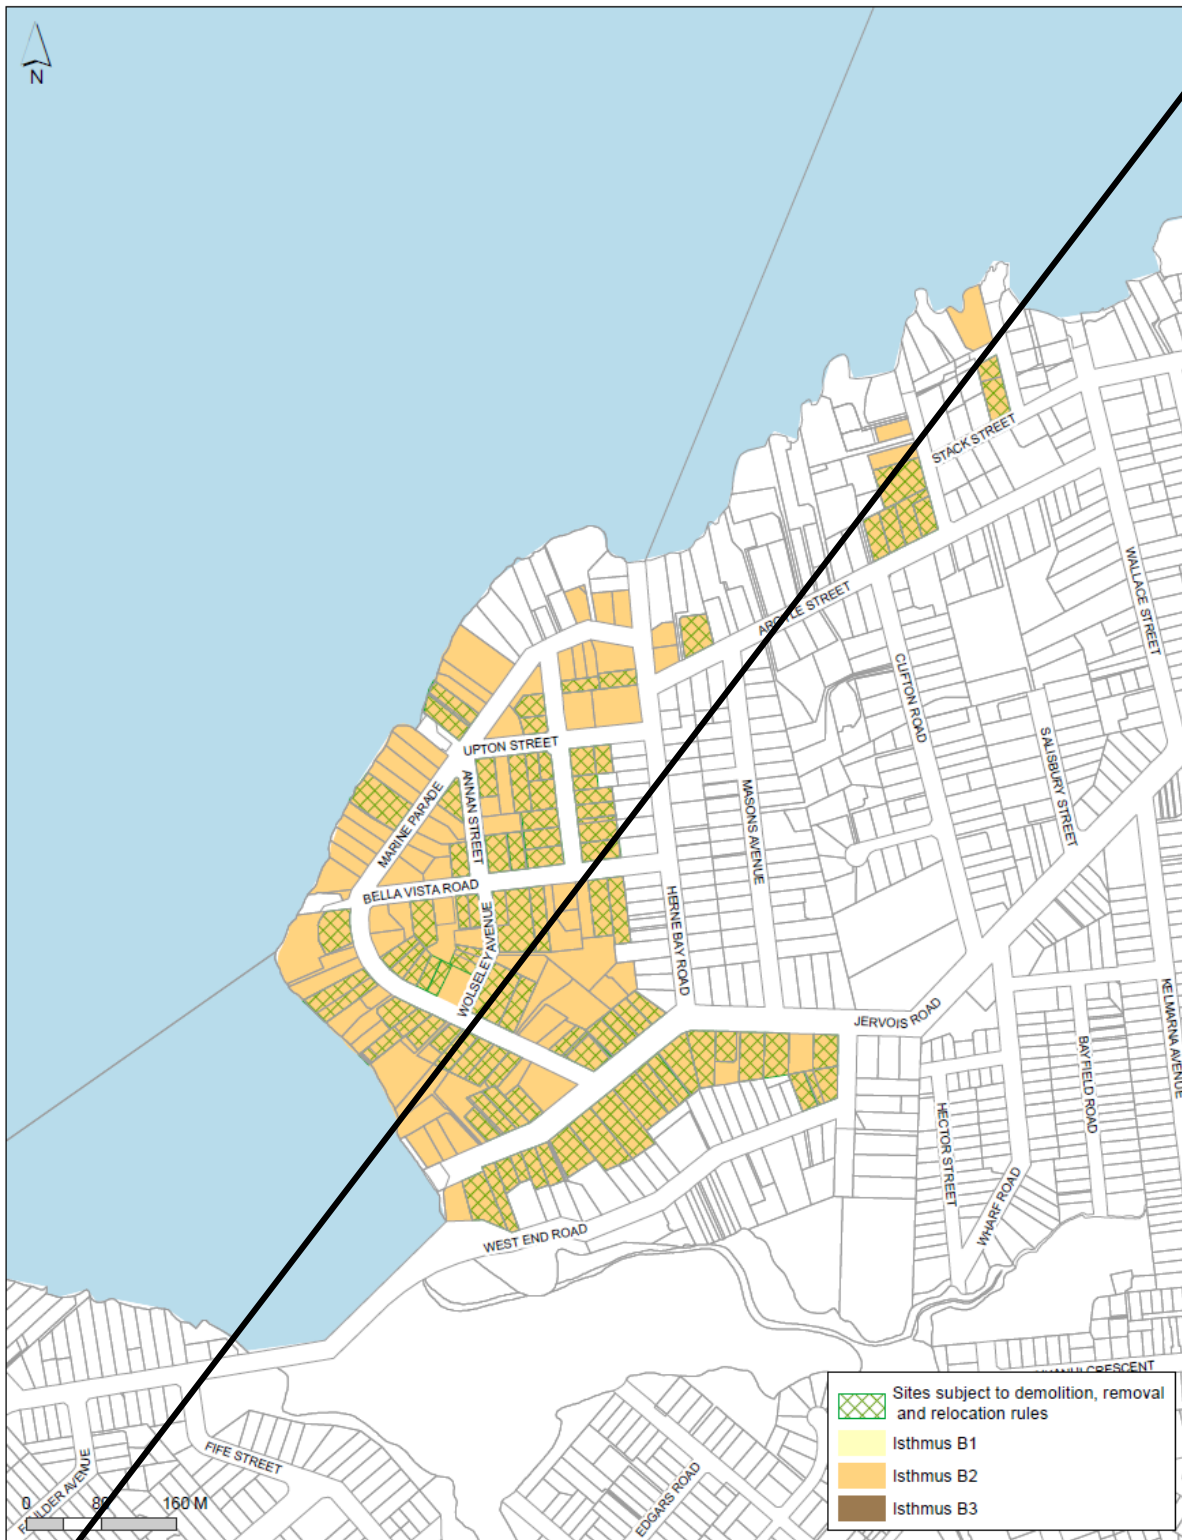 N
STACK STREET
WALLACE STREET
ARGYLE STREET
CLIFTON ROAD
SALISBURY STREET
UPTON STREET
ANNAN STREET
MASONS AVENUE
MARINE PARADE
BELLA VISTA ROAD
HERNE BAY ROAD
WOLSELEY AVENUE
JERVOIS ROAD
KELMARNA AVENUE
BAYFIELD ROAD
HECTOR STREET
WHARF ROAD
WEST END ROAD
CRESCENT
FIFE STREET
AVENUE
EDGARS ROAD
0 80 160 M
Sites subject to demolition, removal
and relocation rules
Isthmus B1
Isthmus B2
Isthmus B3